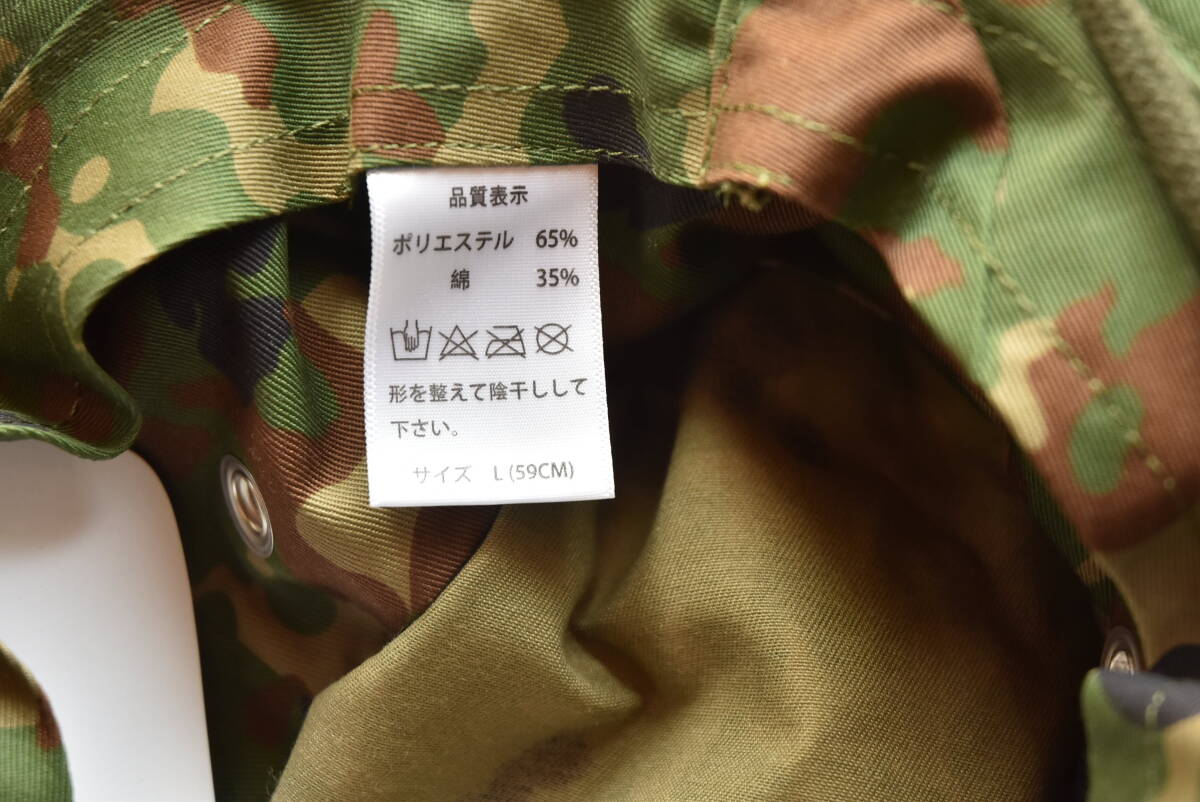 品質表示
ポリエステル 65%
綿 35%
形を整えて陰干しして
下さい。
サイズ L (59CM)